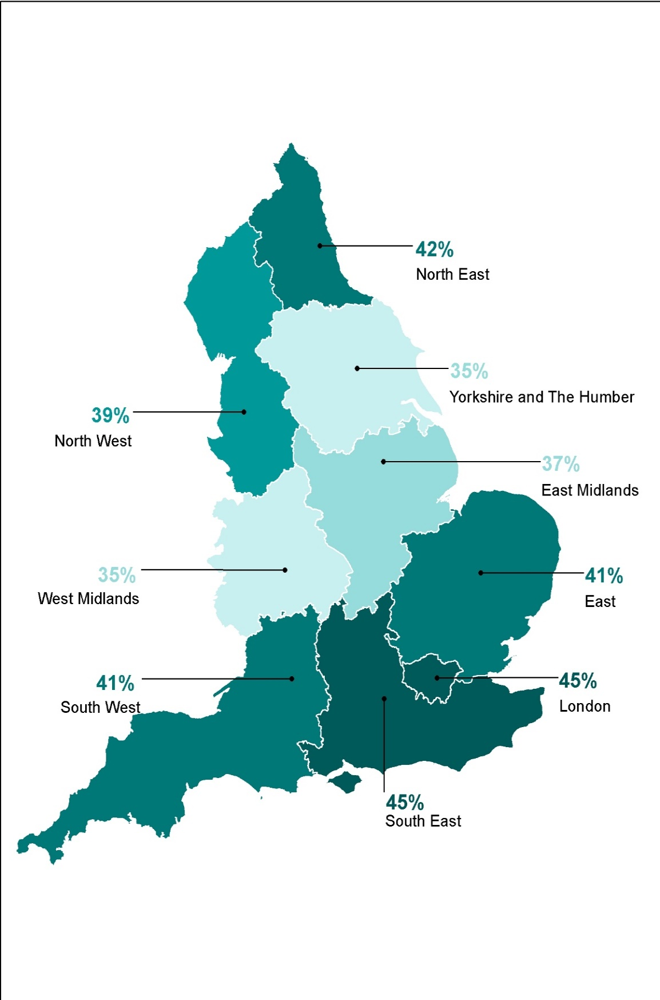 42%
North East
35%
Yorkshire and The Humber
39%
North West
37%
East Midlands
35%
West Midlands
41%
East
41%
South West
45%
London
45%
South East